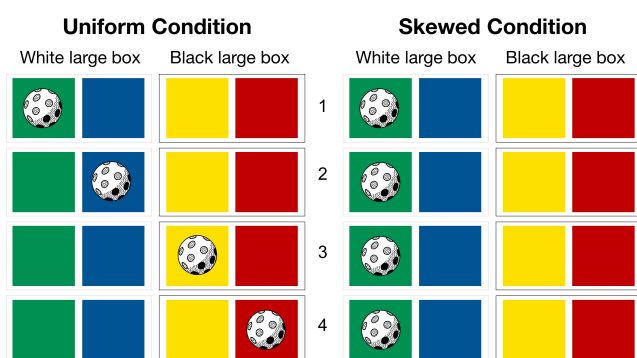 Uniform Condition Skewed Condition
White large box Black large box White large box Black large box
1
2
3
4